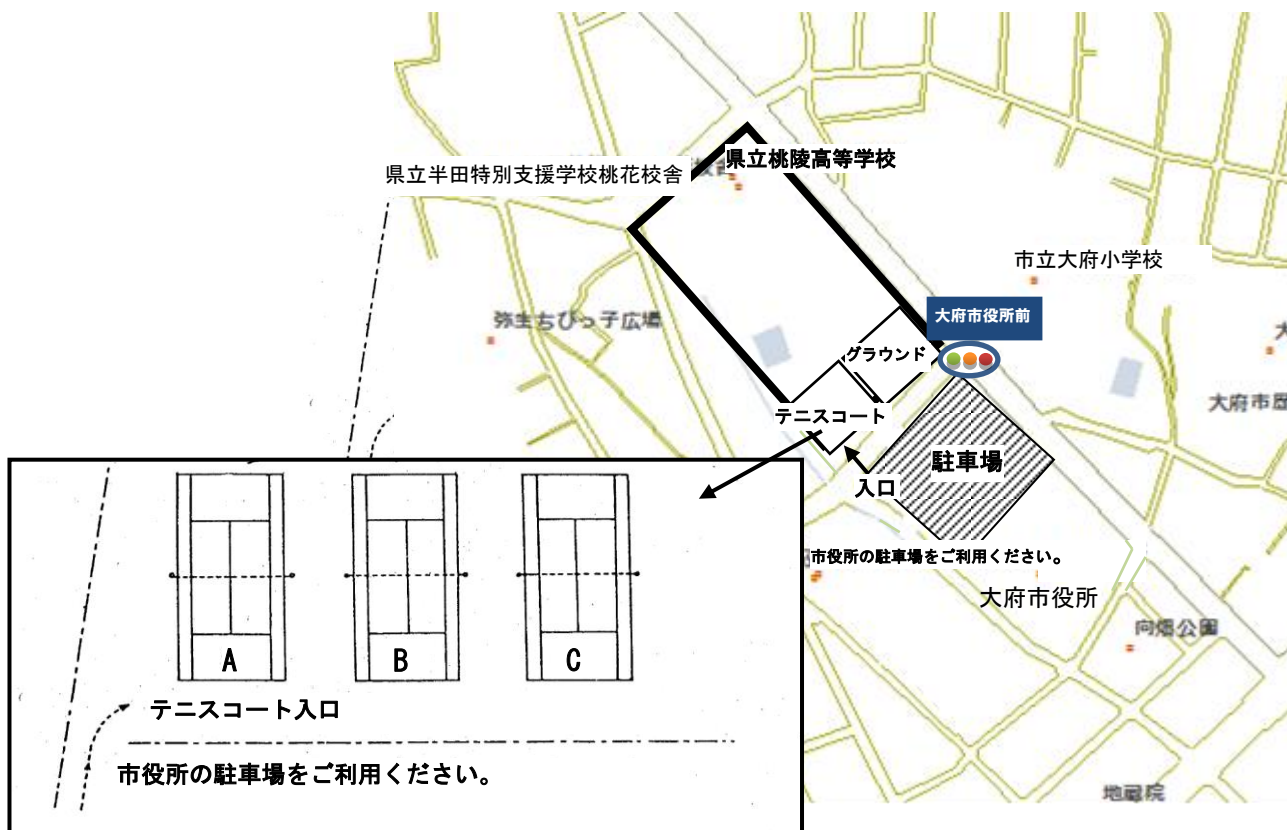 県立桃陵高等学校
県立半田特別支援学校桃花校舎
市立大府小学校
大府市役所前
弥生ちびっ子広場
グラウンド
大府市
テニスコート
駐車場
入口
市役所の駐車場をご利用ください。
大府市役所
向畑公園
地蔵院
A
B
C
テニスコート入口
市役所の駐車場をご利用ください。